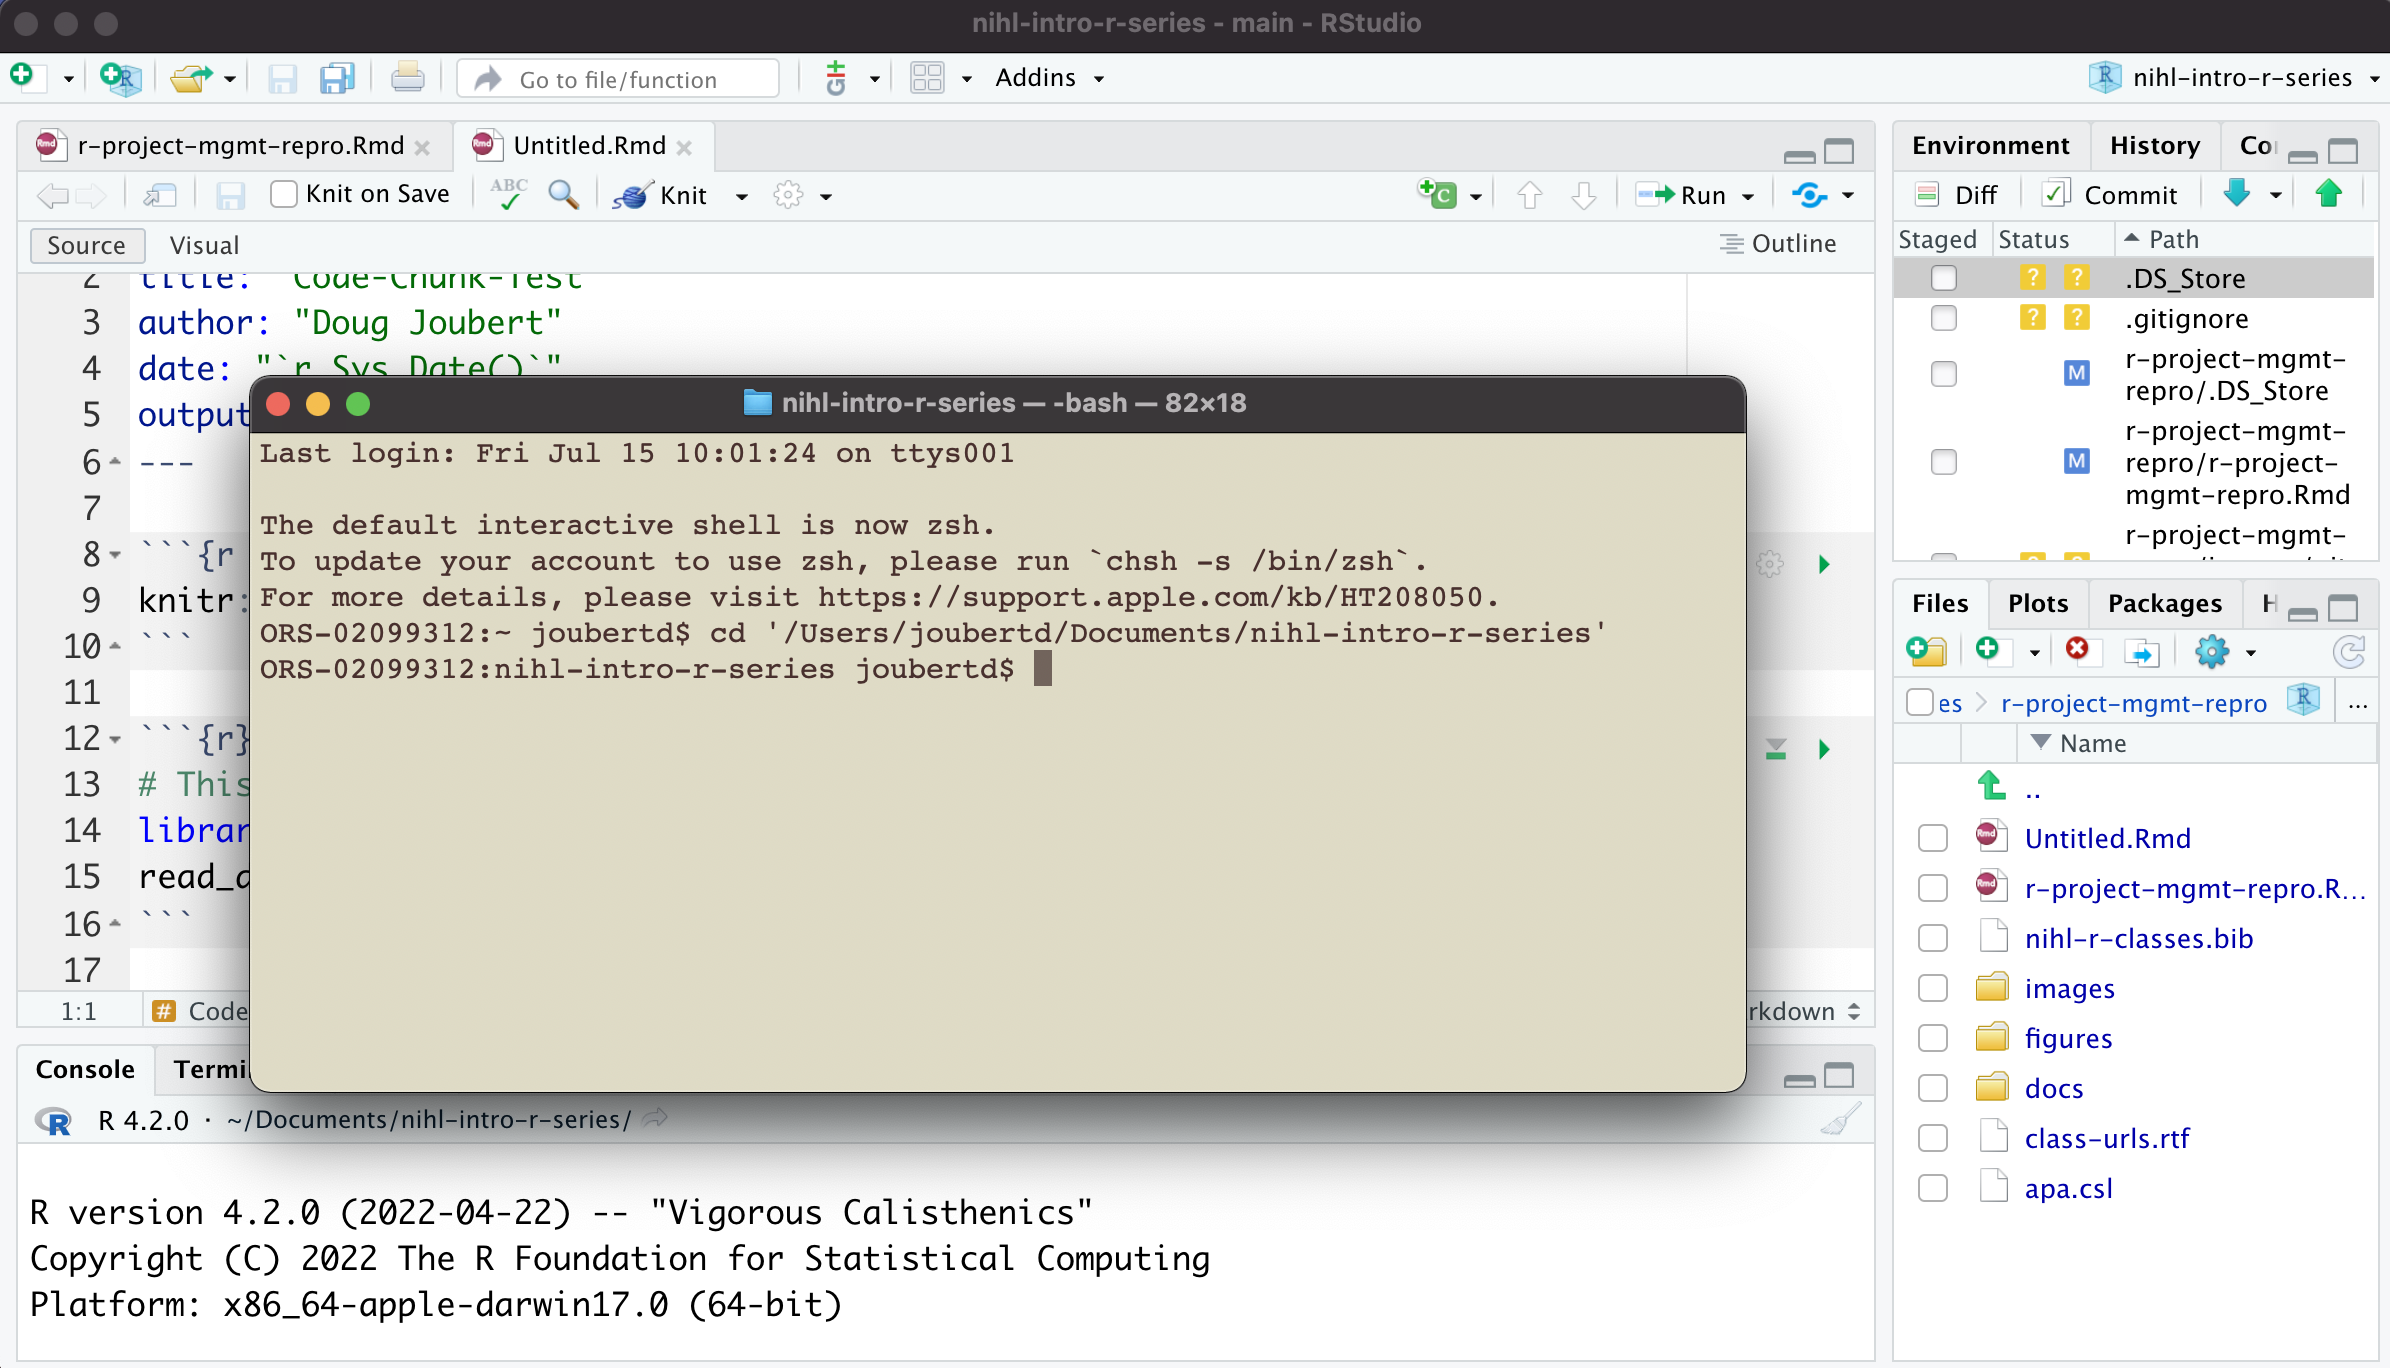 nihl-intro-r-series - main - RStudio
Go to file/function
Addins
nihl-intro-r-series
r-project-mgmt-repro.Rmd
Untitled.Rmd
Knit on Save
ABC
Knit
Run
Source
Visual
Outline
2 title: "Code-Chunk-Test
3 author: "Doug Joubert"
4 date: "`r Sys.Date()`"
5 output
6 ---
7
8 ```{r
9 knitr:
10 ```
11
12 ```{r}
13 # This
14 librar
15 read_
16 ```
17
1:1
# Code
rkdown
nihl-intro-r-series — -bash — 82×18
Last login: Fri Jul 15 10:01:24 on ttys001
The default interactive shell is now zsh.
To update your account to use zsh, please run `chsh -s /bin/zsh`.
For more details, please visit https://support.apple.com/kb/HT208050.
ORS-02099312:~ joubertd$ cd '/Users/joubertd/Documents/nihl-intro-r-series'
ORS-02099312:nihl-intro-r-series joubertd$
Console
Termi
R 4.2.0 · ~/Documents/nihl-intro-r-series/
R version 4.2.0 (2022-04-22) -- "Vigorous Calisthenics"
Copyright (C) 2022 The R Foundation for Statistical Computing
Platform: x86_64-apple-darwin17.0 (64-bit)
Environment
History
Co
Diff
Commit
Staged
Status
Path
? ? .DS_Store
? ? .gitignore
M r-project-mgmt-
repro/.DS_Store
M r-project-mgmt-
repro/r-project-
mgmt-repro.Rmd
r-project-mgmt-
Files
Plots
Packages
H
es
r-project-mgmt-repro
...
Name
..
Untitled.Rmd
r-project-mgmt-repro.R...
nihl-r-classes.bib
images
figures
docs
class-urls.rtf
apa.csl